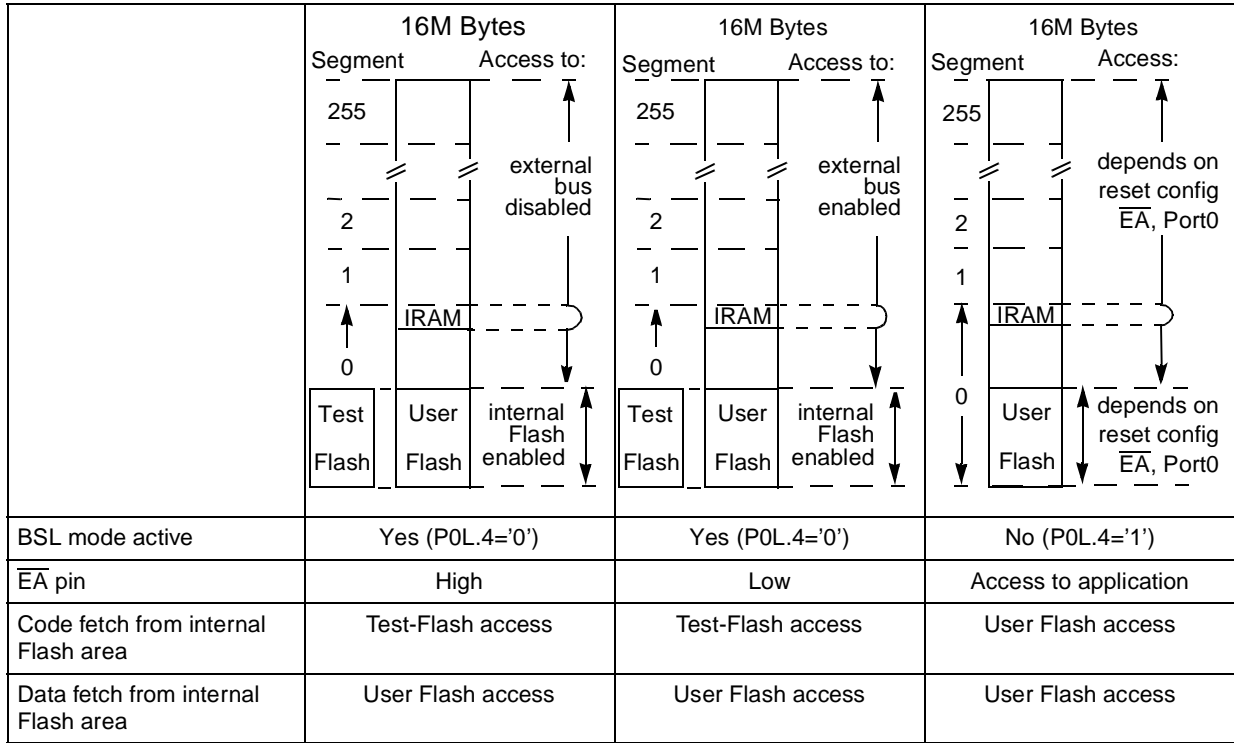 16M Bytes
Segment Access to:
255
external
bus
disabled
2
1
IRAM
0
Test User internal
Flash
Flash Flash enabled
16M Bytes
Segment Access to:
255
external
bus
enabled
2
1
IRAM
0
Test User internal
Flash
Flash Flash enabled
16M Bytes
Segment Access:
255
depends on
reset config
2 E̅A̅, Port0
1
IRAM
0 User depends on
reset config
Flash E̅A̅, Port0
BSL mode active Yes (P0L.4='0') Yes (P0L.4='0') No (P0L.4='1')
E̅A̅ pin High Low Access to application
Code fetch from internal Test-Flash access Test-Flash access User Flash access
Flash area
Data fetch from internal User Flash access User Flash access User Flash access
Flash area